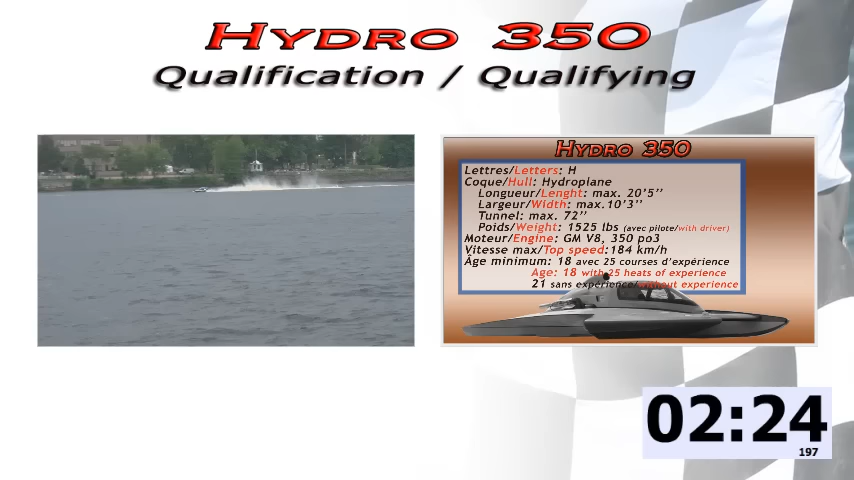 Hydro 350
Qualification / Qualifying
Hydro 350
Lettres/Letters: H
Coque/Hull: Hydroplane
Longueur/Lenght: max. 20'5''
Largeur/Width: max.10'3''
Tunnel: max. 72''
Poids/Weight: 1525 lbs (avec pilote/with driver)
Moteur/Engine: GM V8, 350 po3
Vitesse max/Top speed:184 km/h
Âge minimum: 18 avec 25 courses d'expérience
Age: 18 with 25 heats of experience
21 sans expérience/without experience
02:24
197